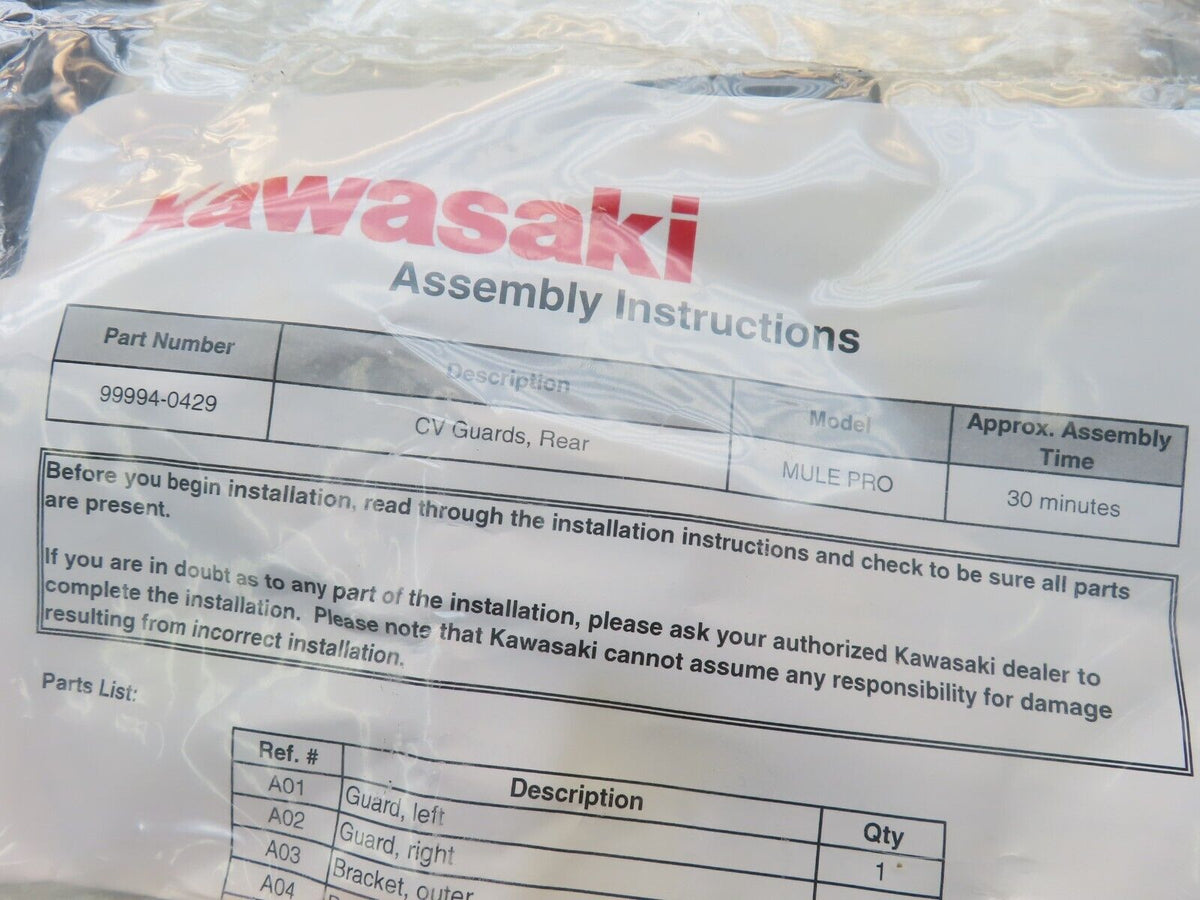 Kawasaki
Assembly Instructions
Part Number Description Model Approx. Assembly Time
99994-0429 CV Guards, Rear MULE PRO 30 minutes
Before you begin installation, read through the installation instructions and check to be sure all parts
are present.
If you are in doubt as to any part of the installation, please ask your authorized Kawasaki dealer to
complete the installation. Please note that Kawasaki cannot assume any responsibility for damage
resulting from incorrect installation.
Parts List:
Ref. # Description Qty
A01 Guard, left 1
A02 Guard, right
A03 Bracket, outer
A04